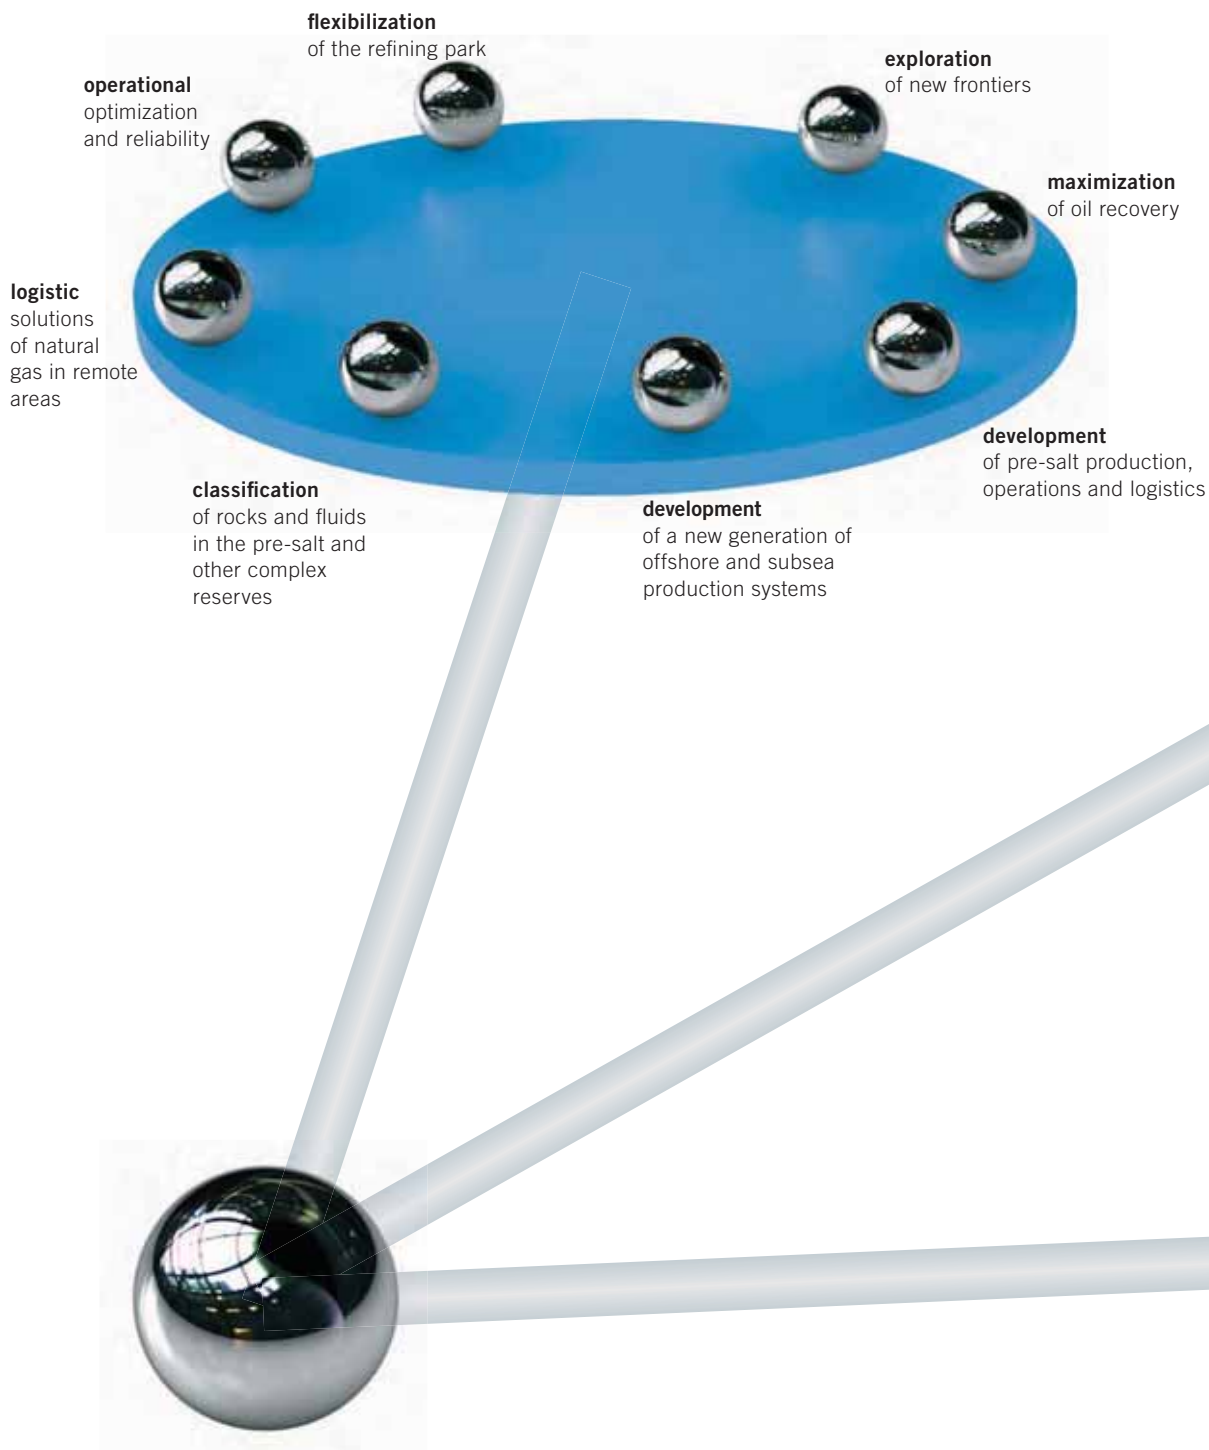 flexibilization
of the refining park
operational
optimization
and reliability
exploration
of new frontiers
maximization
of oil recovery
logistic
solutions
of natural
gas in remote
areas
development
of pre-salt production,
operations and logistics
classification
of rocks and fluids
in the pre-salt and
other complex
reserves
development
of a new generation of
offshore and subsea
production systems